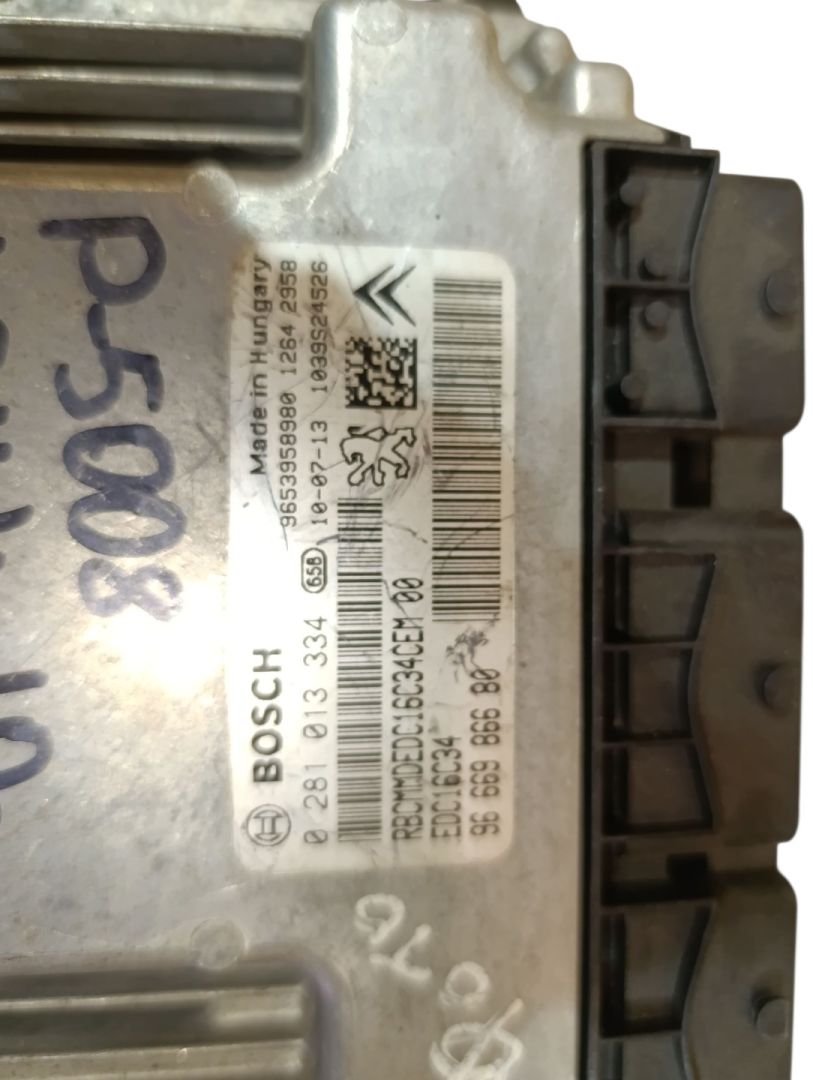 P-5008
BOSCH
Made in Hungary
9653958980 1264 2958
0 281 013 334
658
10-07-13
1039S24526
RBCMMDEDC16C34CEM 00
EDC16C34
96 669 866 80